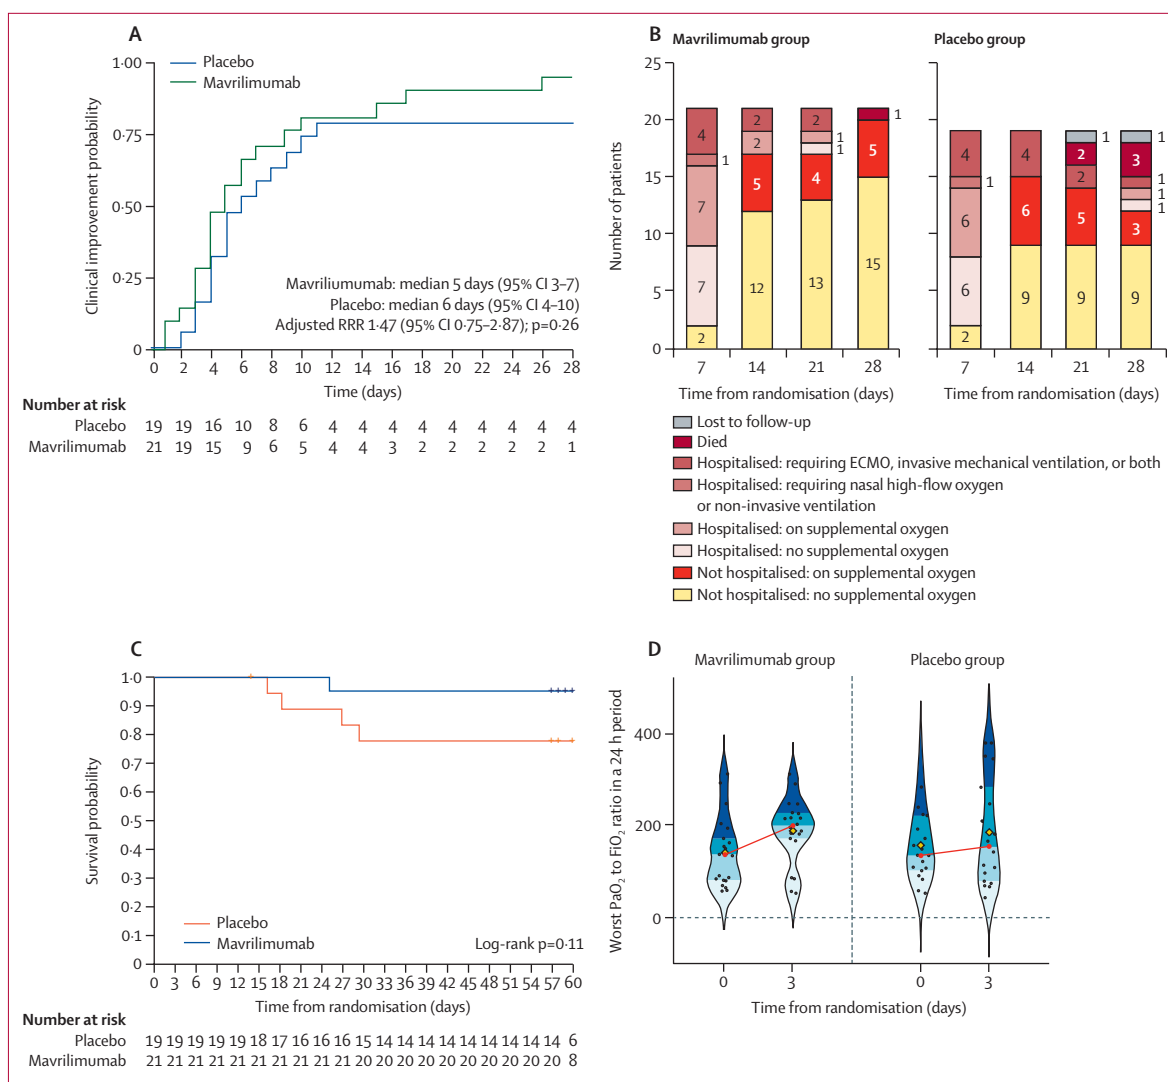 A
Placebo
Mavrilimumab
1·00
0·75
0·50
0·25
0
Clinical improvement probability
Mavriliumumab: median 5 days (95% CI 3–7)
Placebo: median 6 days (95% CI 4–10)
Adjusted RRR 1·47 (95% CI 0·75–2·87); p=0·26
0 2 4 6 8 10 12 14 16 18 20 22 24 26 28
Time (days)
Number at risk
Placebo 19 19 16 10 8 6 4 4 4 4 4 4 4 4 4
Mavrilimumab 21 19 15 9 6 5 4 4 3 2 2 2 2 2 1
B
Mavrilimumab group
Placebo group
25
20
15
10
5
0
Number of patients
4
1
7
7
2
2
2
5
12
2
1
1
4
13
1
5
15
4
1
6
6
2
4
6
9
1
2
2
5
9
1
3
1
1
1
3
9
7 14 21 28
7 14 21 28
Time from randomisation (days)
Time from randomisation (days)
Lost to follow-up
Died
Hospitalised: requiring ECMO, invasive mechanical ventilation, or both
Hospitalised: requiring nasal high-flow oxygen
or non-invasive ventilation
Hospitalised: on supplemental oxygen
Hospitalised: no supplemental oxygen
Not hospitalised: on supplemental oxygen
Not hospitalised: no supplemental oxygen
C
1·0
0·9
0·8
0·7
0·6
0·5
0·4
0·3
0·2
0·1
0
Survival probability
Placebo
Mavrilimumab
Log-rank p=0·11
0 3 6 9 12 15 18 21 24 27 30 33 36 39 42 45 48 51 54 57 60
Time from randomisation (days)
Number at risk
Placebo 19 19 19 19 19 18 17 16 16 16 15 14 14 14 14 14 14 14 14 14 6
Mavrilimumab 21 21 21 21 21 21 21 21 21 21 20 20 20 20 20 20 20 20 20 20 8
D
Mavrilimumab group
Placebo group
400
200
0
Worst PaO2 to FiO2 ratio in a 24 h period
0 3 0 3
Time from randomisation (days)